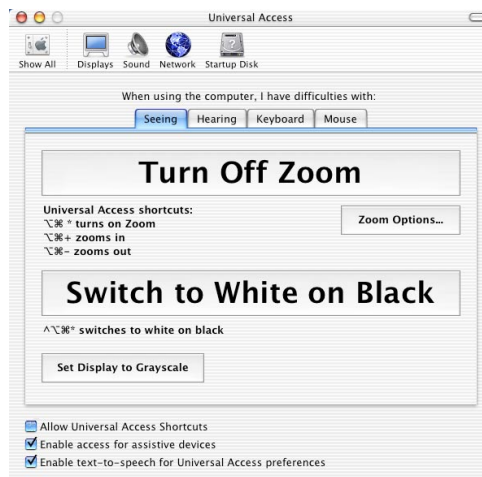 Universal Access
Show All Displays Sound Network Startup Disk
When using the computer, I have difficulties with:
Seeing Hearing Keyboard Mouse
Turn Off Zoom
Universal Access shortcuts:
⌥⌘ * turns on Zoom
⌥⌘+ zooms in
⌥⌘- zooms out
Zoom Options...
Switch to White on Black
^⌥⌘* switches to white on black
Set Display to Grayscale
Allow Universal Access Shortcuts
Enable access for assistive devices
Enable text-to-speech for Universal Access preferences